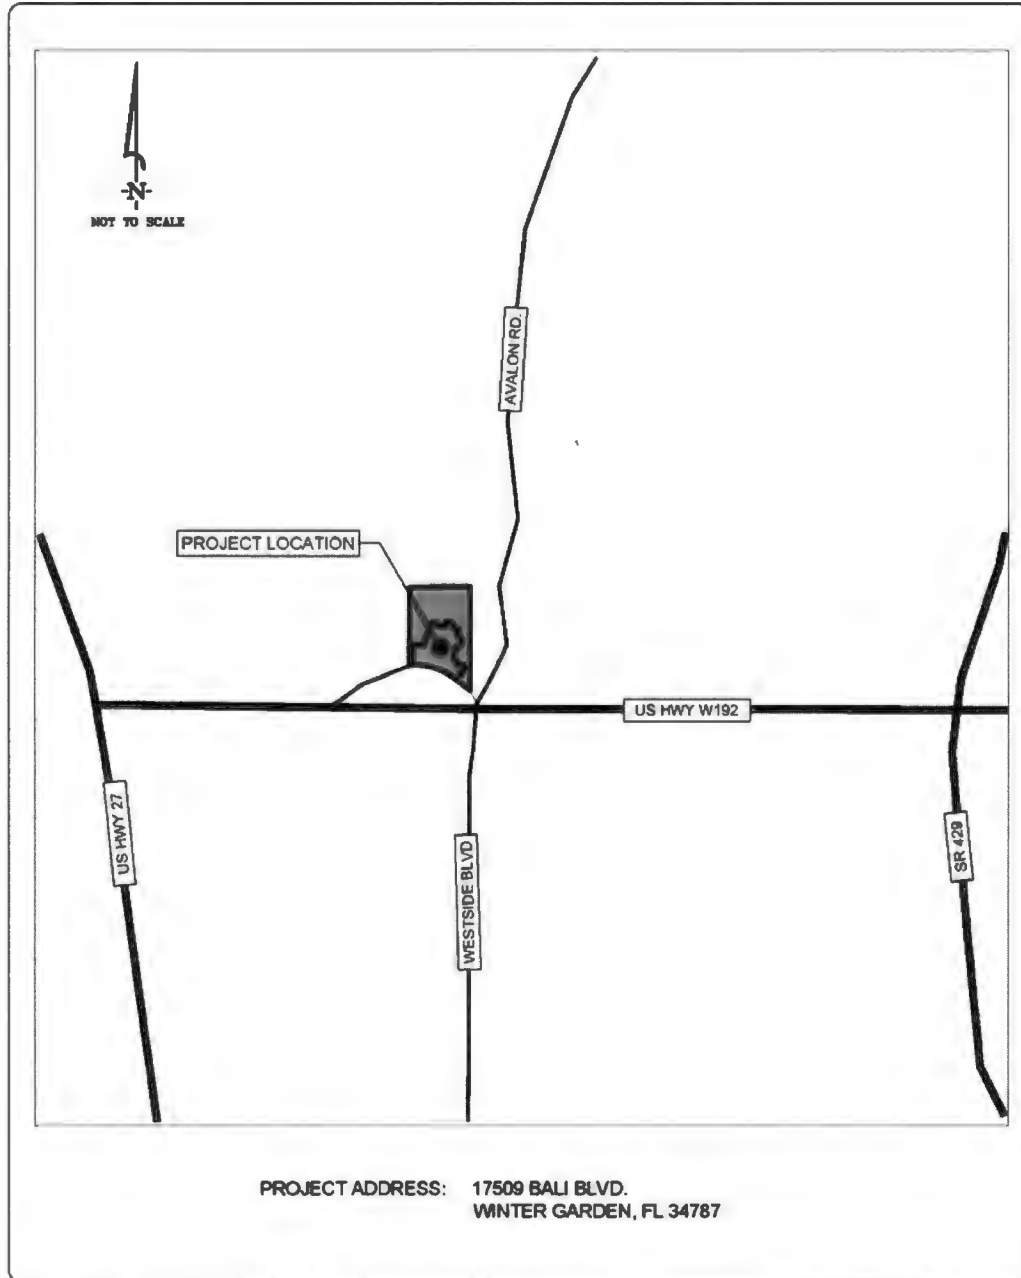 N
NOT TO SCALE
AVALON RD.
PROJECT LOCATION
US HWY W192
US HWY 27
WESTSIDE BLVD
SR 429
PROJECT ADDRESS: 17509 BALI BLVD.
WINTER GARDEN, FL 34787